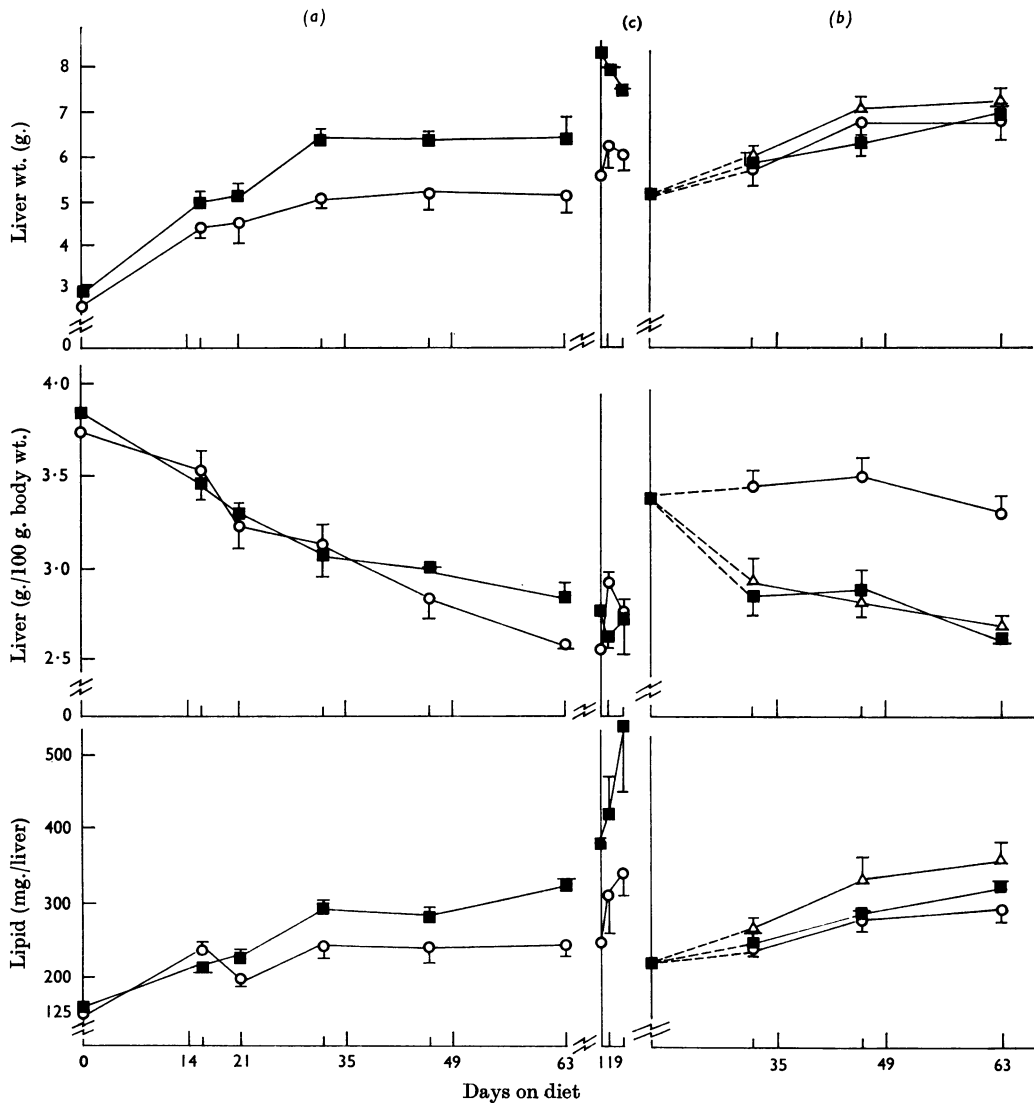 (a) (c) (b)
Liver wt. (g.)
8
7
6
5
4
3
0
Liver (g./100 g. body wt.)
4·0
3·5
3·0
2·5
0
Lipid (mg./liver)
500
400
300
200
125
0 14 21 35 49 63 119 35 49 63
Days on diet